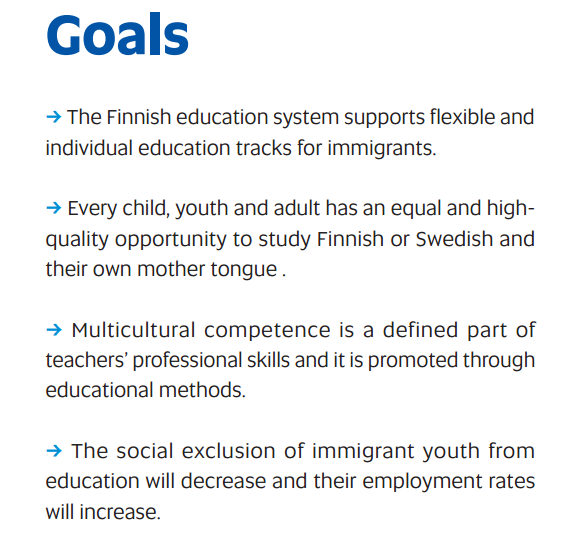 Goals
→ The Finnish education system supports flexible and
individual education tracks for immigrants.
→ Every child, youth and adult has an equal and high-
quality opportunity to study Finnish or Swedish and
their own mother tongue .
→ Multicultural competence is a defined part of
teachers’ professional skills and it is promoted through
educational methods.
→ The social exclusion of immigrant youth from
education will decrease and their employment rates
will increase.